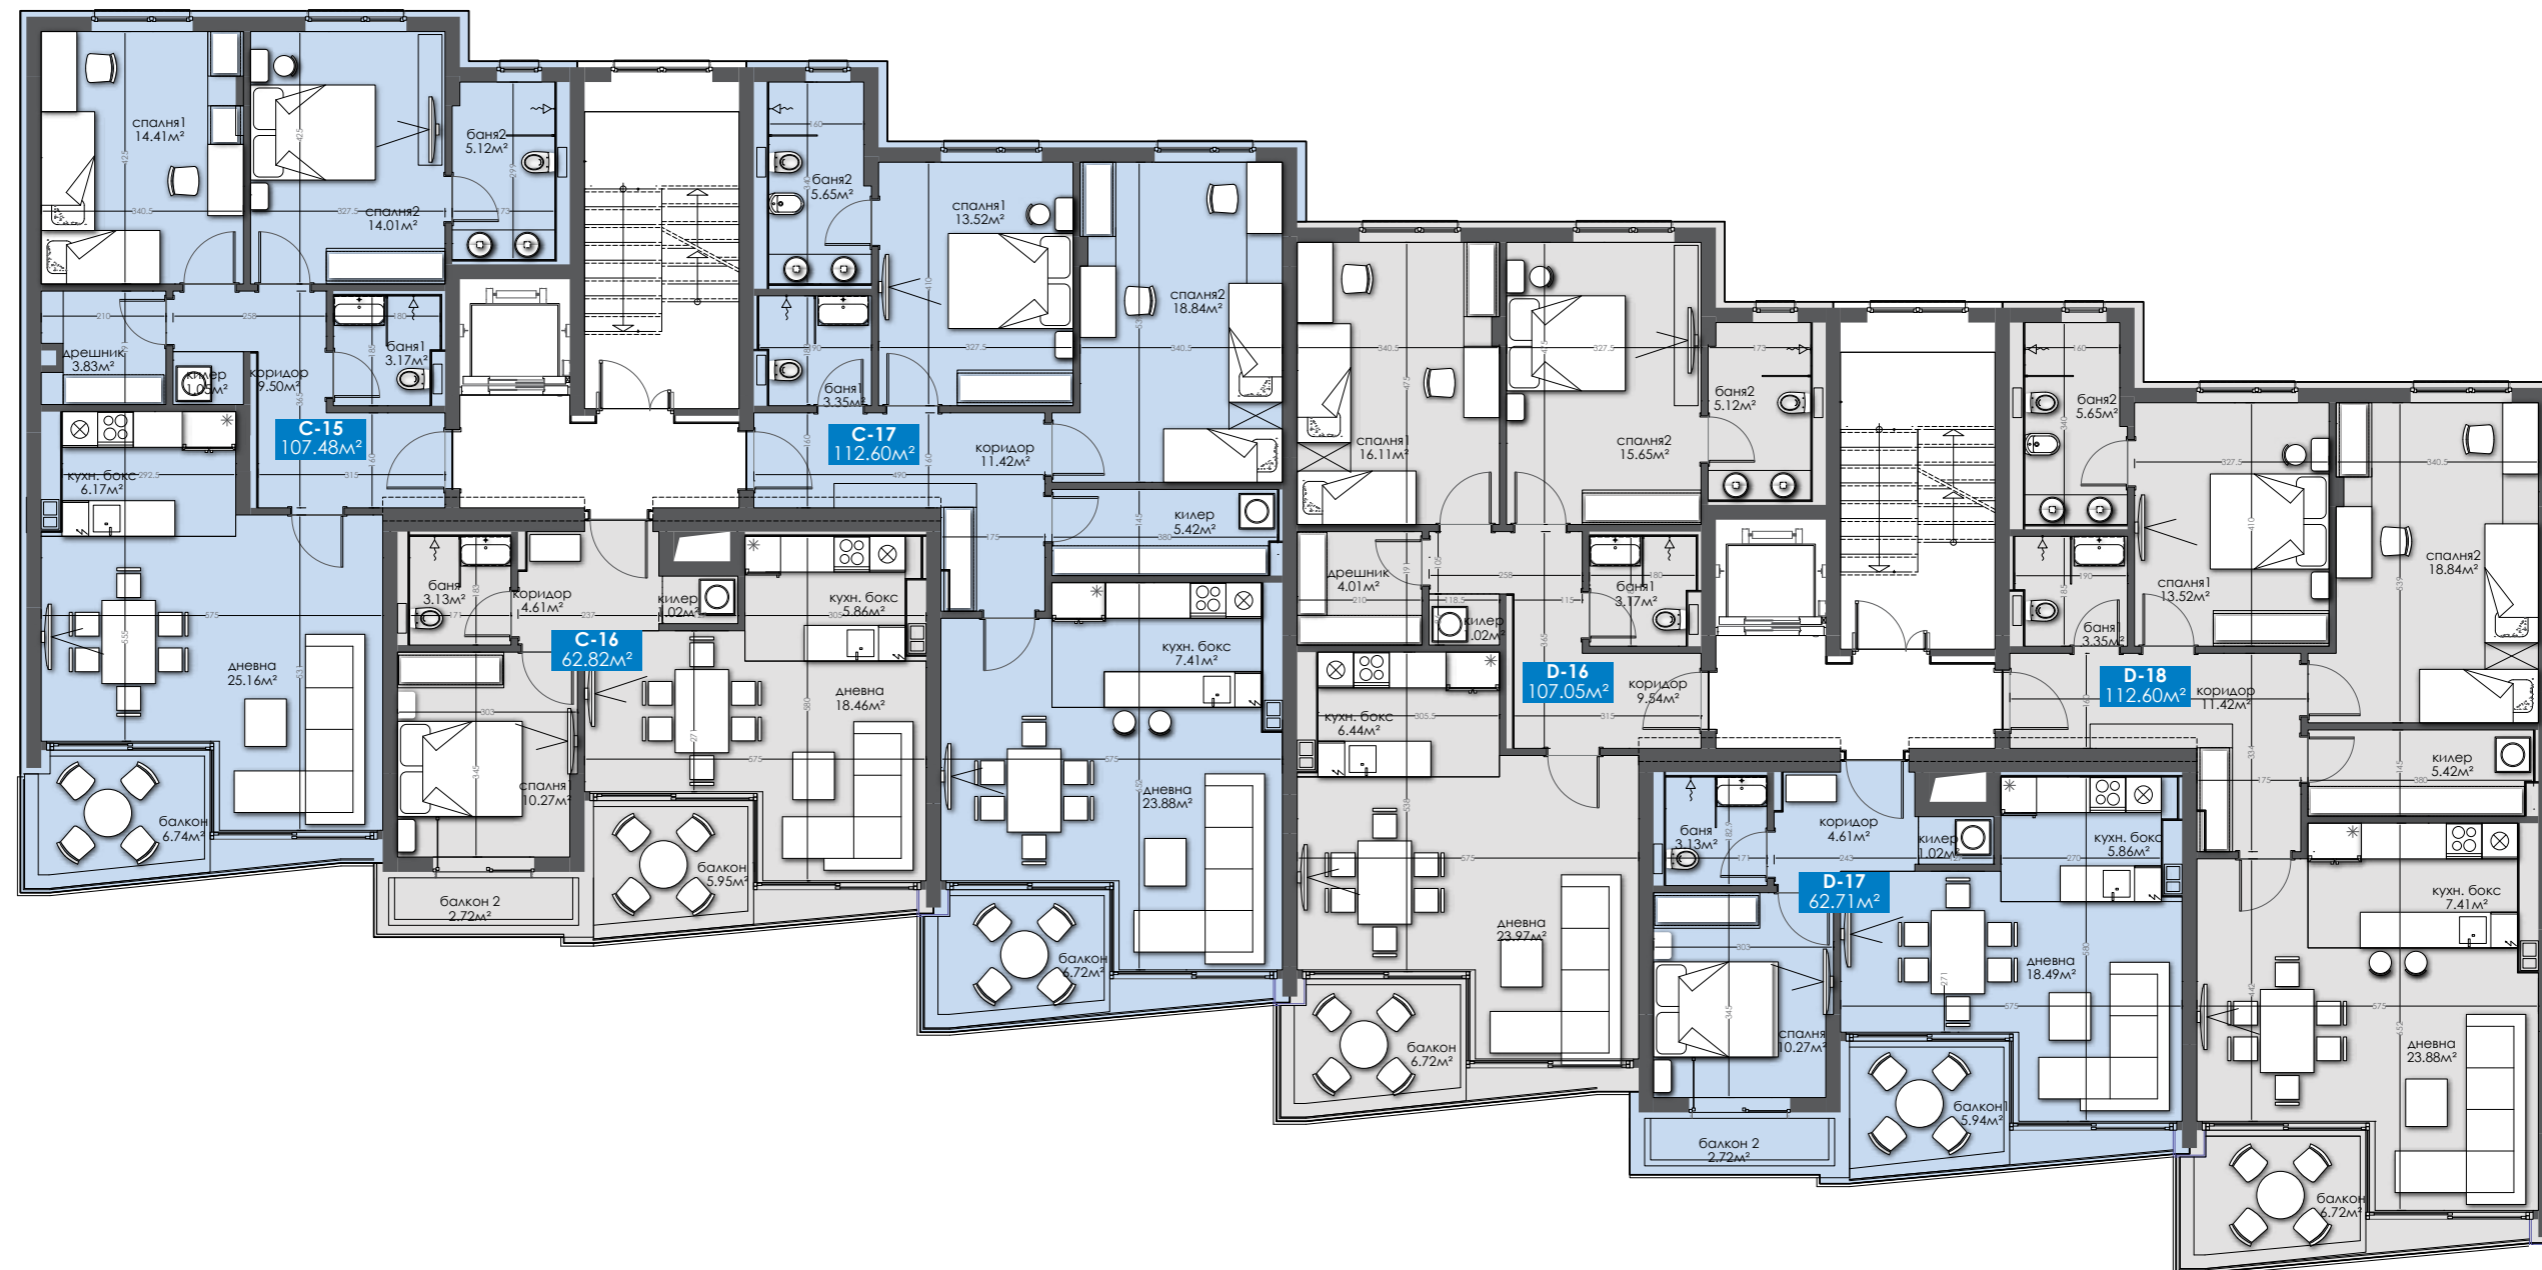 спалня1
14.41м²
спалня2
14.01м²
баня2
5.12м²
дрешник
3.83м²
килер
1.05м²
коридор
9.50м²
баня1
3.17м²
C-15
107.48м²
кухн. бокс
6.17м²
дневна
25.16м²
балкон
6.74м²
баня
3.13м²
коридор
4.61м²
килер
1.02м²
кухн. бокс
5.86м²
C-16
62.82м²
дневна
18.46м²
спалня
10.27м²
балкон
5.95м²
балкон 2
2.72м²
баня2
5.65м²
спалня1
13.52м²
спалня2
18.84м²
баня1
3.35м²
C-17
112.60м²
коридор
11.42м²
килер
5.42м²
кухн. бокс
7.41м²
дневна
23.88м²
балкон
6.72м²
спалня1
16.11м²
спалня2
15.65м²
баня2
5.12м²
дрешник
4.01м²
килер
1.02м²
баня1
3.17м²
D-16
107.05м²
коридор
9.54м²
кухн. бокс
6.44м²
дневна
23.97м²
балкон
6.72м²
баня
3.13м²
коридор
4.61м²
килер
1.02м²
кухн. бокс
5.86м²
D-17
62.71м²
дневна
18.49м²
спалня
10.27м²
балкон1
5.94м²
балкон 2
2.72м²
баня2
5.65м²
спалня1
13.52м²
спалня2
18.84м²
баня1
3.35м²
D-18
112.60м²
коридор
11.42м²
килер
5.42м²
кухн. бокс
7.41м²
дневна
23.88м²
балкон
6.72м²